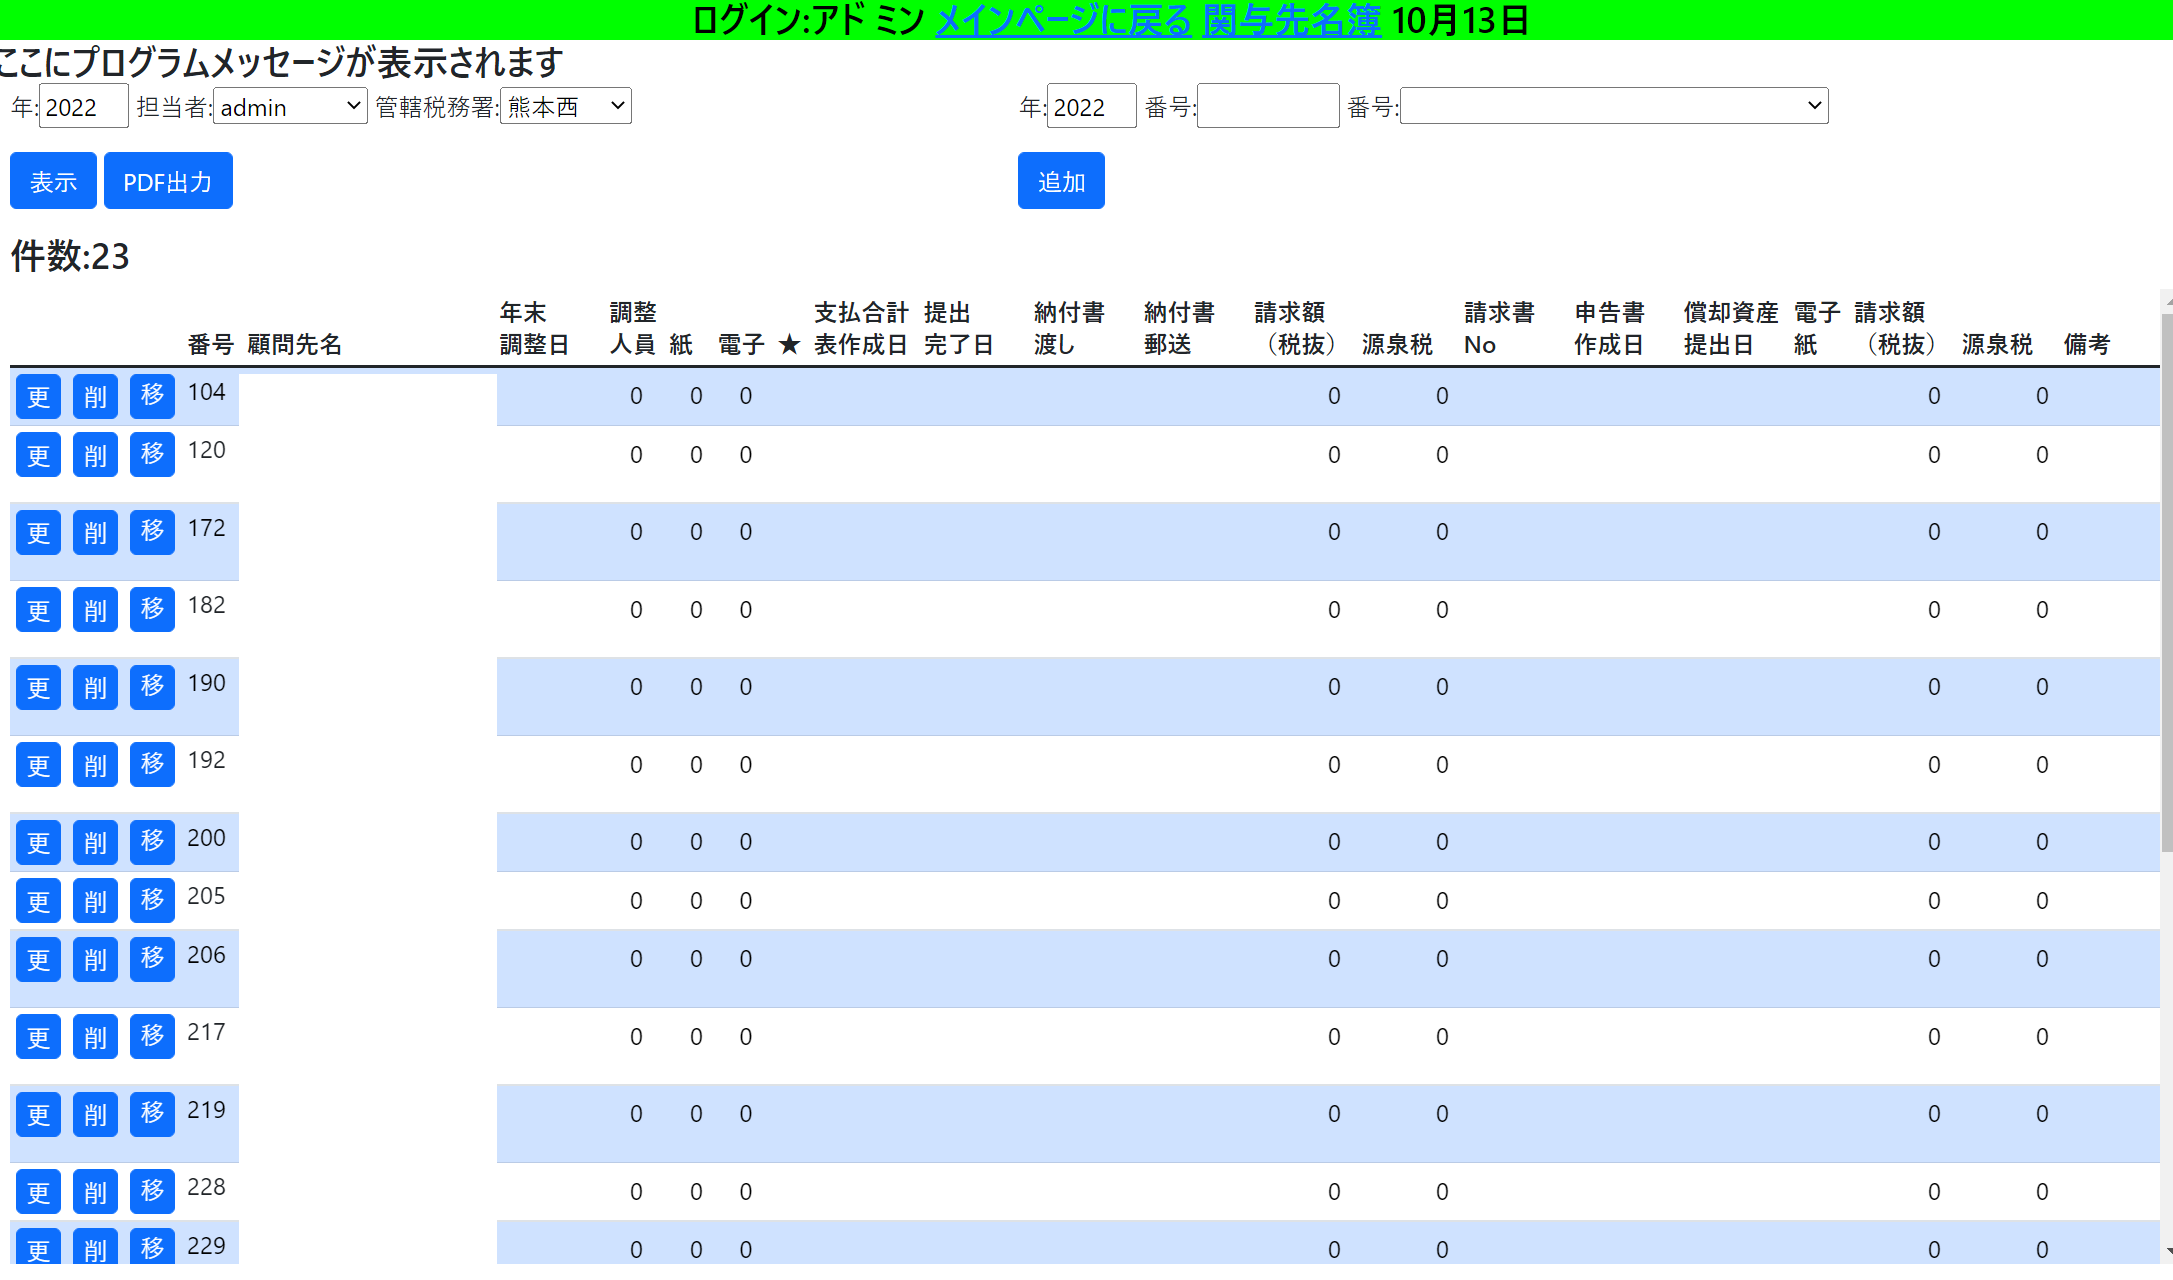 ログイン:アド ミン メインページに戻る 関与先名簿 10月13日
ここにプログラムメッセージが表示されます
年:2022 担当者:admin 管轄税務署:熊本西 年:2022 番号: 番号:
表示 PDF出力 追加
件数:23
年末 調整 支払合計 提出 納付書 納付書 請求額 請求書 申告書 償却資産 電子 請求額
番号 顧問先名 調整日 人員 紙 電子 ★ 表作成日 完了日 渡し 郵送 （税抜） 源泉税 No 作成日 提出日 紙 （税抜） 源泉税 備考
更 削 移 104 0 0 0 0 0 0 0
更 削 移 120 0 0 0 0 0 0 0
更 削 移 172 0 0 0 0 0 0 0
更 削 移 182 0 0 0 0 0 0 0
更 削 移 190 0 0 0 0 0 0 0
更 削 移 192 0 0 0 0 0 0 0
更 削 移 200 0 0 0 0 0 0 0
更 削 移 205 0 0 0 0 0 0 0
更 削 移 206 0 0 0 0 0 0 0
更 削 移 217 0 0 0 0 0 0 0
更 削 移 219 0 0 0 0 0 0 0
更 削 移 228 0 0 0 0 0 0 0
更 削 移 229 0 0 0 0 0 0 0